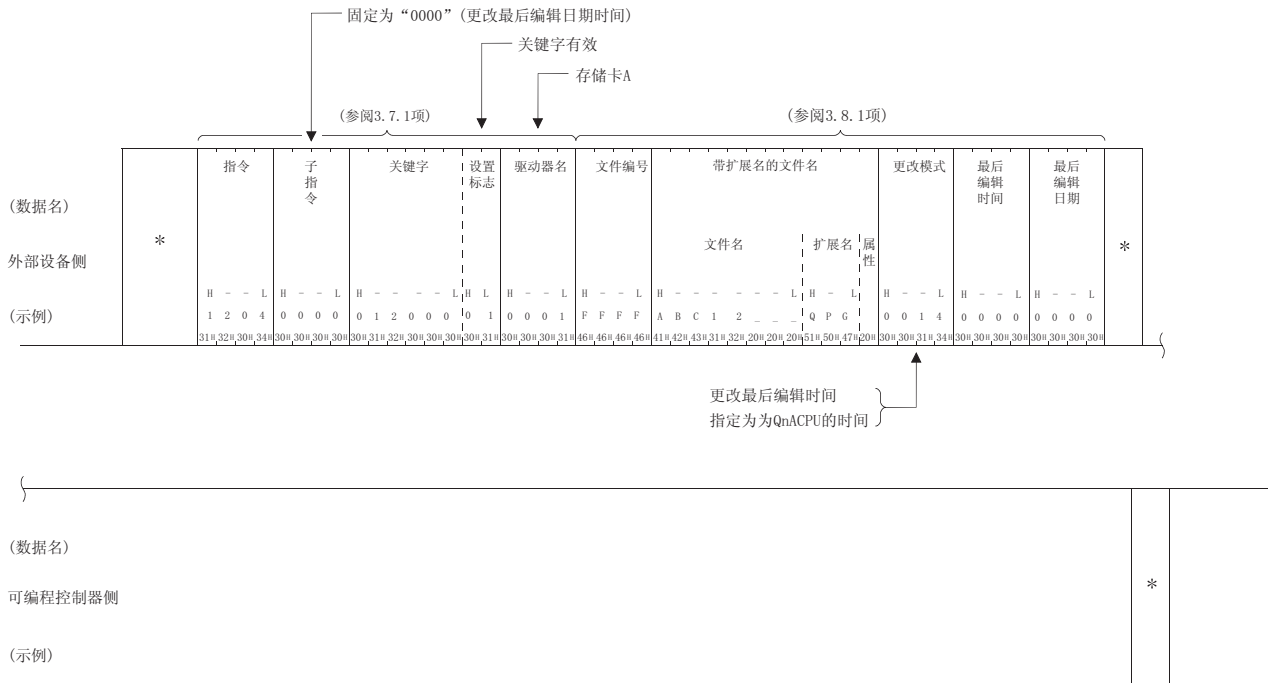 固定为“0000”(更改最后编辑日期时间)
关键字有效
存储卡A
(参阅3.7.1项) (参阅3.8.1项)
指令 子指令 关键字 设置标志 驱动器名 文件编号 带扩展名的文件名 更改模式 最后编辑时间 最后编辑日期
(数据名)
* *
文件名 扩展名 属性
外部设备侧
H - - L H - - L H - - - - L H L H - - L H - - L H - - - - - - L H - L H - - L H - - L H - - L
(示例)
1 2 0 4 0 0 0 0 0 1 2 0 0 0 0 1 0 0 0 1 F F F F A B C 1 2 _ _ _ Q P G 0 0 1 4 0 0 0 0 0 0 0 0
31H 32H 30H 34H 30H 30H 30H 30H 30H 31H 32H 30H 30H 30H 30H 31H 30H 30H 30H 31H 46H 46H 46H 46H 41H 42H 43H 31H 32H 20H 20H 20H 51H 50H 47H 20H 30H 30H 31H 34H 30H 30H 30H 30H 30H 30H 30H 30H
更改最后编辑时间
指定为为QnACPU的时间
(数据名)
可编程控制器侧
*
(示例)